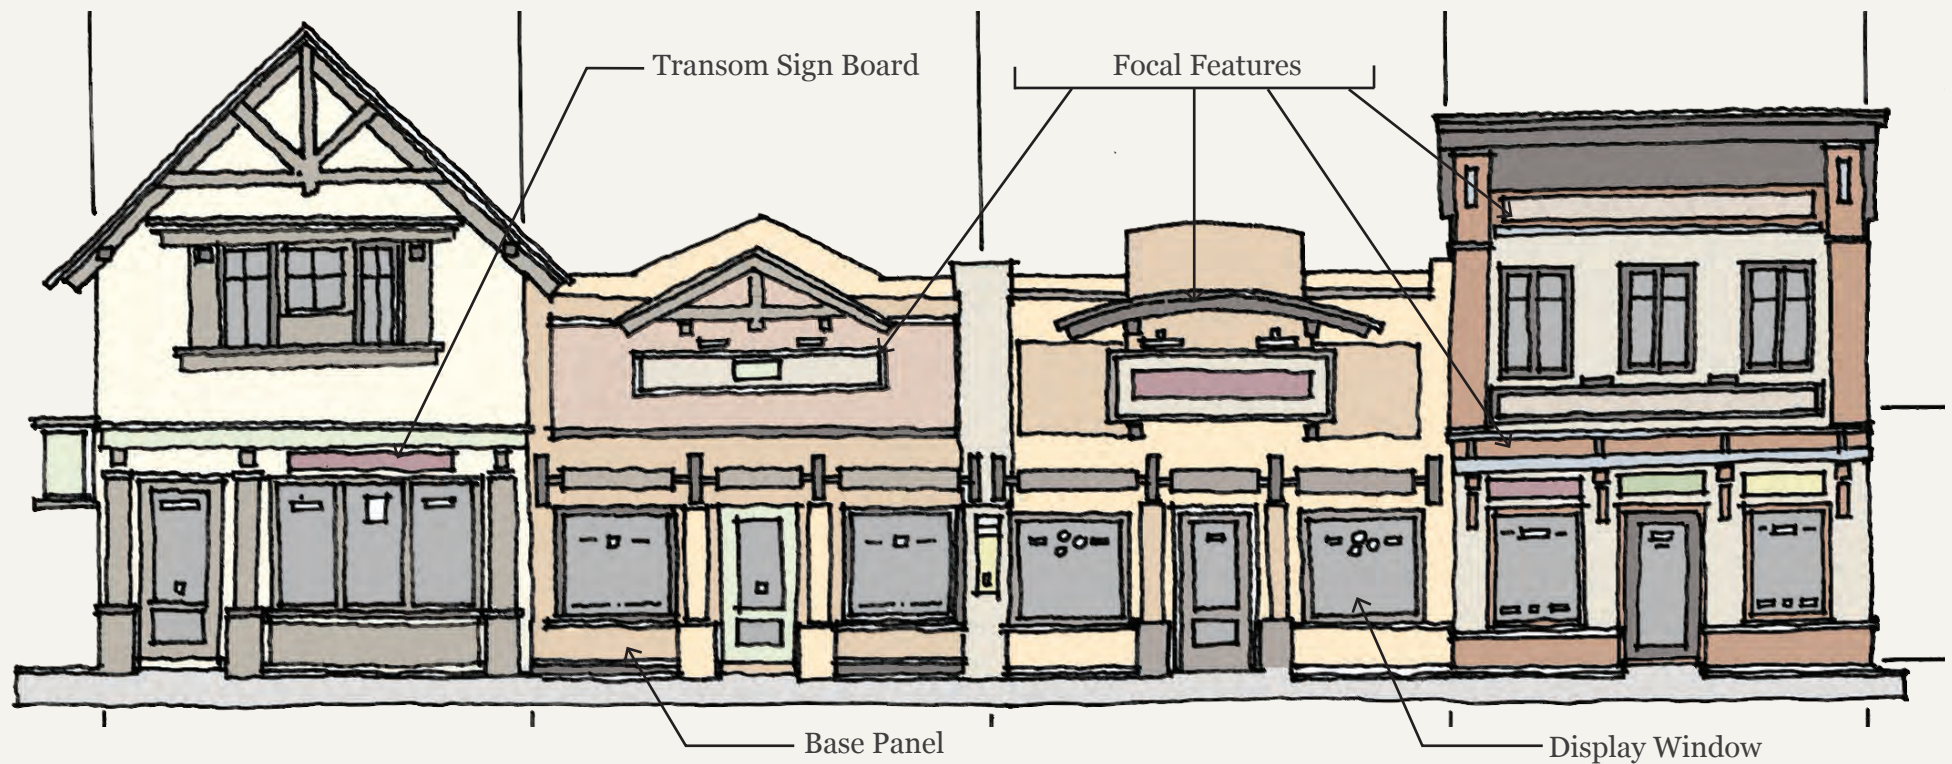 Transom Sign Board
Focal Features
Base Panel
Display Window